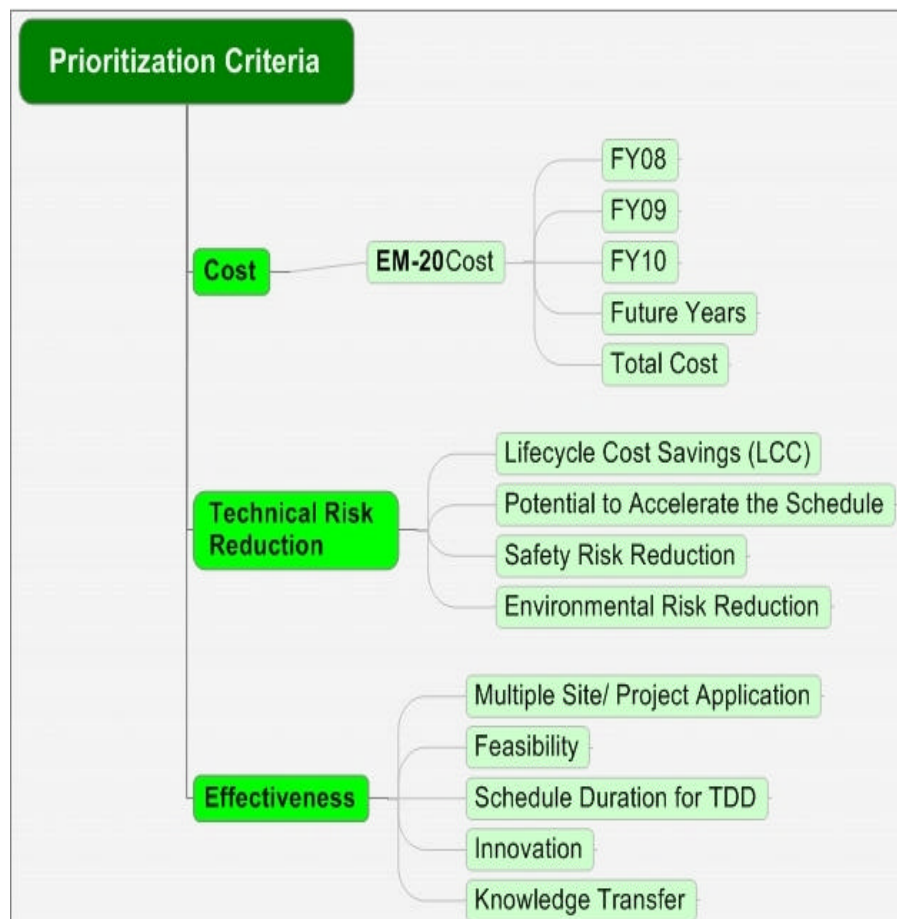 Prioritization Criteria
Cost
EM-20Cost
FY08
FY09
FY10
Future Years
Total Cost
Technical Risk
Reduction
Lifecycle Cost Savings (LCC)
Potential to Accelerate the Schedule
Safety Risk Reduction
Environmental Risk Reduction
Effectiveness
Multiple Site/ Project Application
Feasibility
Schedule Duration for TDD
Innovation
Knowledge Transfer